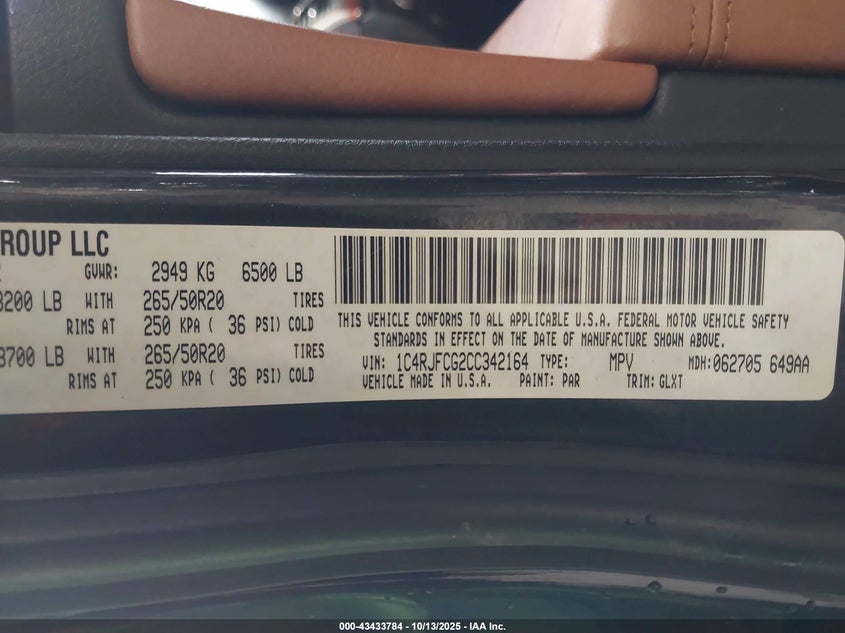 GROUP LLC
GVWR: 2949 KG 6500 LB
3200 LB WITH 265/50R20 TIRES
RIMS AT 250 KPA ( 36 PSI) COLD
3700 LB WITH 265/50R20 TIRES
RIMS AT 250 KPA ( 36 PSI) COLD
THIS VEHICLE CONFORMS TO ALL APPLICABLE U.S.A. FEDERAL MOTOR VEHICLE SAFETY
STANDARDS IN EFFECT ON THE DATE OF MANUFACTURE SHOWN ABOVE.
VIN: 1C4RJFCG2CC342164 TYPE: MPV MDH:062705 649AA
VEHICLE MADE IN U.S.A. PAINT: PAR TRIM: GLXT
000-43433784 - 10/13/2025 - IAA Inc.